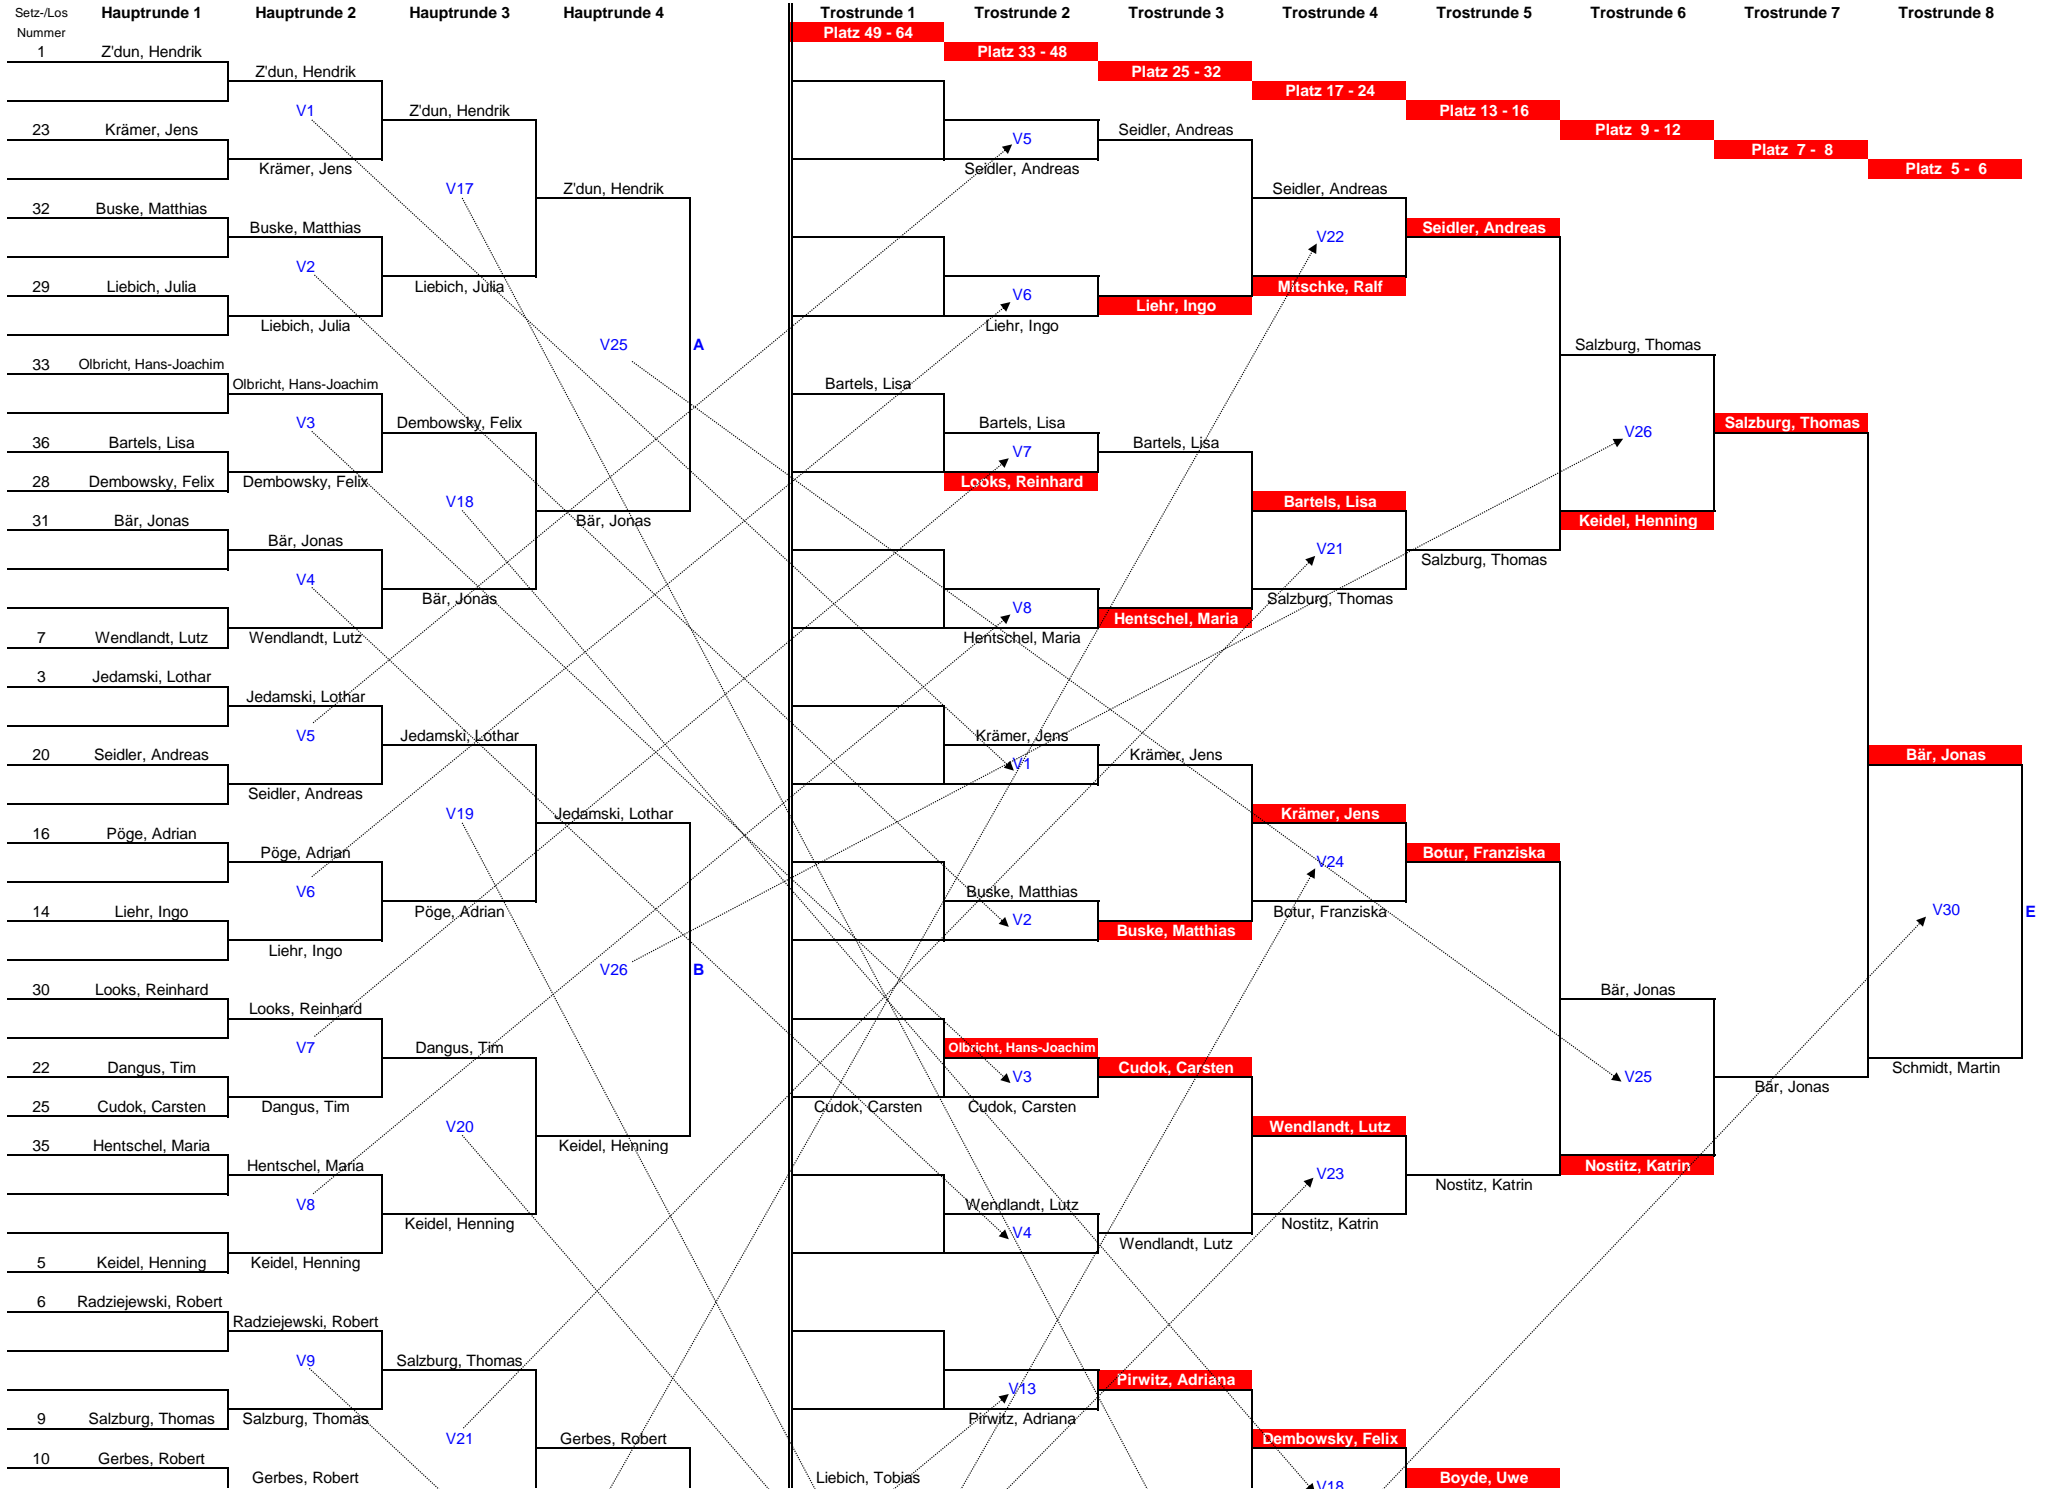 Setz-/Los Hauptrunde 1 Hauptrunde 2 Hauptrunde 3 Hauptrunde 4 Trostrunde 1 Trostrunde 2 Trostrunde 3 Trostrunde 4 Trostrunde 5 Trostrunde 6 Trostrunde 7 Trostrunde 8
Nummer Platz 49 - 64
1 Z'dun, Hendrik Platz 33 - 48
Z'dun, Hendrik Platz 25 - 32
Platz 17 - 24
V1 Z'dun, Hendrik Platz 13 - 16
23 Krämer, Jens Seidler, Andreas Platz 9 - 12
V5
Platz 7 - 8
Krämer, Jens Seidler, Andreas Platz 5 - 6
V17 Z'dun, Hendrik Seidler, Andreas
32 Buske, Matthias
Buske, Matthias Seidler, Andreas
V22
V2
29 Liebich, Julia Liebich, Julia Mitschke, Ralf
V6
Liehr, Ingo
Liebich, Julia Liehr, Ingo
V25 A Salzburg, Thomas
33 Olbricht, Hans-Joachim
Olbricht, Hans-Joachim Bartels, Lisa
V3 Dembowsky, Felix Bartels, Lisa Salzburg, Thomas
V26
36 Bartels, Lisa Bartels, Lisa
V7
28 Dembowsky, Felix Dembowsky, Felix Looks, Reinhard
V18 Bartels, Lisa
31 Bär, Jonas Bär, Jonas Keidel, Henning
Bär, Jonas V21
Salzburg, Thomas
V4
Bär, Jonas Salzburg, Thomas
V8
Hentschel, Maria
7 Wendlandt, Lutz Wendlandt, Lutz Hentschel, Maria
3 Jedamski, Lothar
Jedamski, Lothar
V5 Jedamski, Lothar Krämer, Jens
20 Seidler, Andreas Krämer, Jens Bär, Jonas
V1
Seidler, Andreas
V19 Jedamski, Lothar Krämer, Jens
16 Pöge, Adrian
Pöge, Adrian Botur, Franziska
V24
V6 Buske, Matthias
14 Liehr, Ingo Pöge, Adrian Botur, Franziska V30 E
V2
Buske, Matthias
Liehr, Ingo
V26 B
30 Looks, Reinhard Bär, Jonas
Looks, Reinhard
V7 Dangus, Tim Olbricht, Hans-Joachim
22 Dangus, Tim Cudok, Carsten Schmidt, Martin
V3 V25
Bär, Jonas
25 Cudok, Carsten Dangus, Tim Cudok, Carsten Cudok, Carsten
V20 Wendlandt, Lutz
35 Hentschel, Maria Keidel, Henning
Hentschel, Maria Nostitz, Katrin
V23
Nostitz, Katrin
V8 Wendlandt, Lutz
Keidel, Henning Nostitz, Katrin
V4
Wendlandt, Lutz
5 Keidel, Henning Keidel, Henning
6 Radziejewski, Robert
Radziejewski, Robert
V9 Salzburg, Thomas
Pirwitz, Adriana
V13
9 Salzburg, Thomas Salzburg, Thomas Pirwitz, Adriana
V21 Gerbes, Robert Dembowsky, Felix
10 Gerbes, Robert
Gerbes, Robert Liebich, Tobias Boyde, Uwe
V18